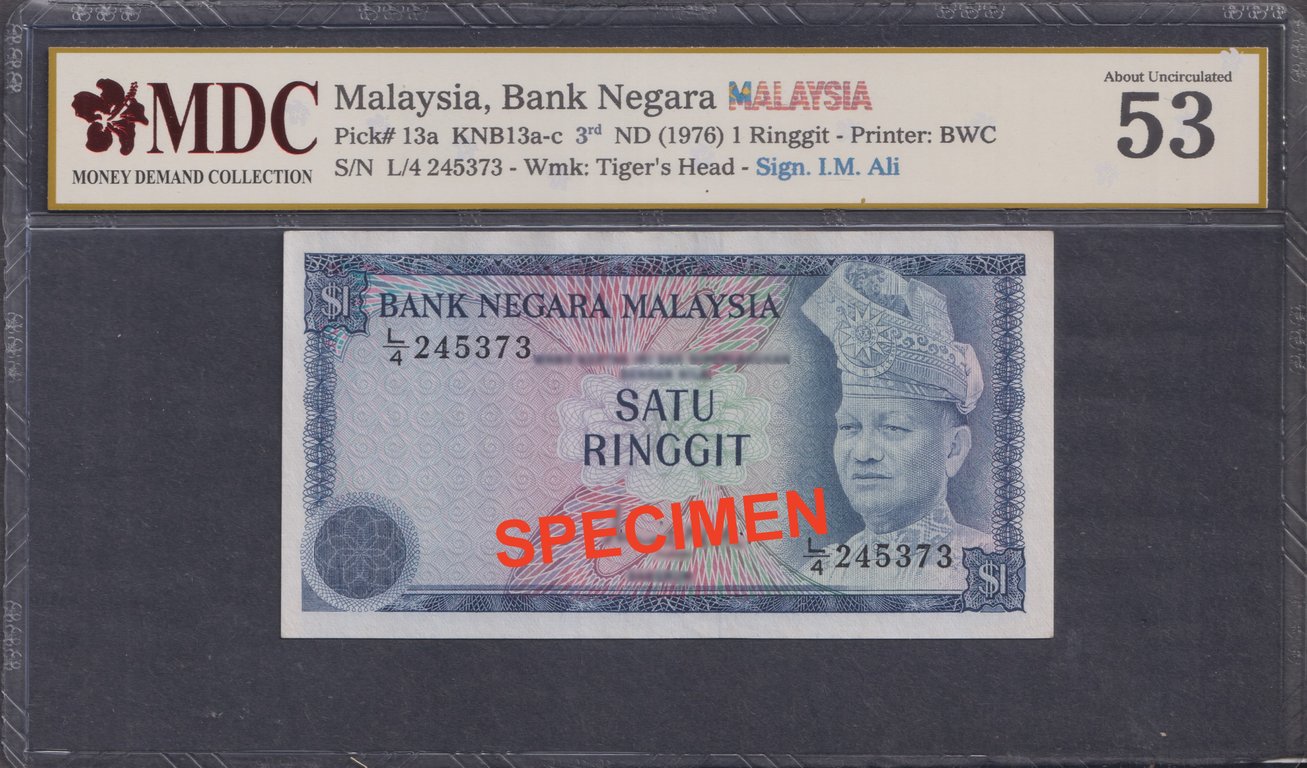 MDC
MONEY DEMAND COLLECTION
Malaysia, Bank Negara MALAYSIA
Pick# 13a KNB13a-c 3rd ND (1976) 1 Ringgit - Printer: BWC
S/N L/4 245373 - Wmk: Tiger's Head - Sign. I.M. Ali
About Uncirculated
53
$1
BANK NEGARA MALAYSIA
L/4 245373
SATU
RINGGIT
SPECIMEN
L/4 245373
$1